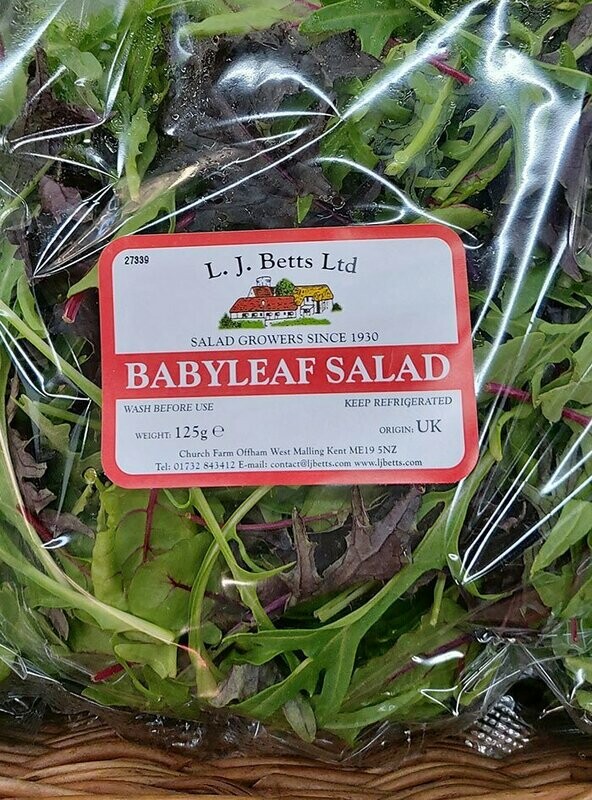 27339
L. J. Betts Ltd
SALAD GROWERS SINCE 1930
BABYLEAF SALAD
WASH BEFORE USE KEEP REFRIGERATED
WEIGHT: 125g ℮ ORIGIN: UK
Church Farm Offham West Malling Kent ME19 5NZ
Tel: 01732 843412 E-mail: contact@ljbetts.com www.ljbetts.com